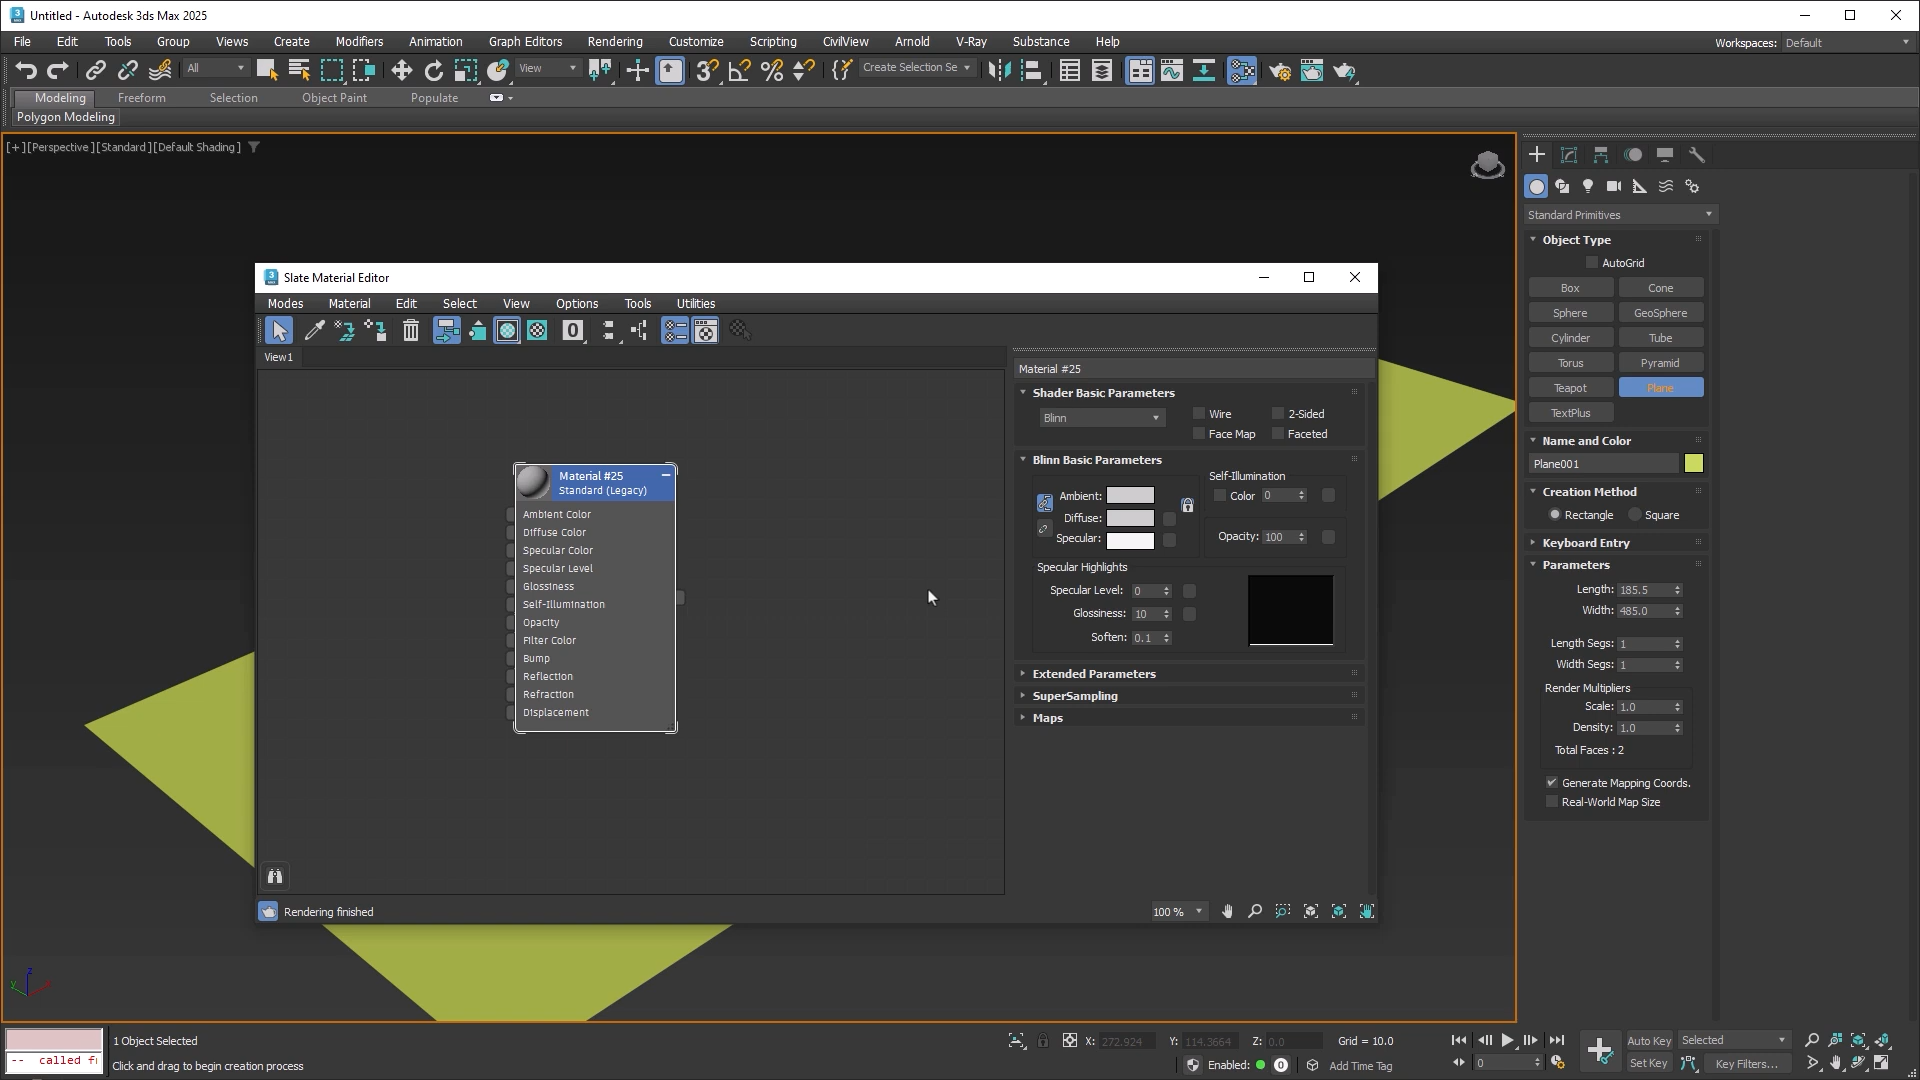 Untitled - Autodesk 3ds Max 2025
File Edit Tools Group Views Create Modifiers Animation Graph Editors Rendering Customize Scripting CivilView Arnold V-Ray Substance Help
Workspaces: Default
All
View
Create Selection Se
Modeling Freeform Selection Object Paint Populate
Polygon Modeling
[+][Perspective][Standard][Default Shading]
Slate Material Editor
Modes Material Edit Select View Options Tools Utilities
View1
Material #25
Standard (Legacy)
Ambient Color
Diffuse Color
Specular Color
Specular Level
Glossiness
Self-Illumination
Opacity
Filter Color
Bump
Reflection
Refraction
Displacement
Material #25
Shader Basic Parameters
Blinn
Wire 2-Sided
Face Map Faceted
Blinn Basic Parameters
Self-Illumination
Ambient:
Color 0
Diffuse:
Specular:
Opacity: 100
Specular Highlights
Specular Level: 0
Glossiness: 10
Soften: 0.1
Extended Parameters
SuperSampling
Maps
Rendering finished
100 %
Standard Primitives
Object Type
AutoGrid
Box Cone
Sphere GeoSphere
Cylinder Tube
Torus Pyramid
Teapot Plane
TextPlus
Name and Color
Plane001
Creation Method
Rectangle Square
Keyboard Entry
Parameters
Length: 185.5
Width: 485.0
Length Segs: 1
Width Segs: 1
Render Multipliers
Scale: 1.0
Density: 1.0
Total Faces : 2
Generate Mapping Coords.
Real-World Map Size
z
y
1 Object Selected
-- called f
Click and drag to begin creation process
X: 272.924 Y: 114.3664 Z: 0.0 Grid = 10.0
Enabled: 0 Add Time Tag
0
Auto Key Selected
Set Key Key Filters...